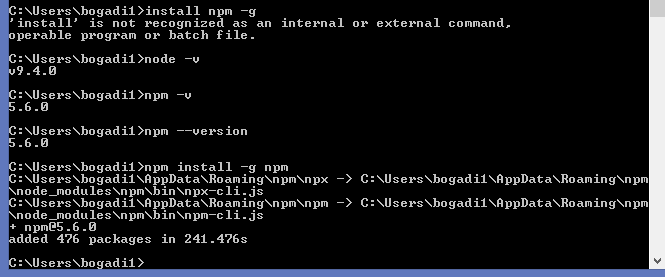 C:\Users\bogadi1>install npm -g
'install' is not recognized as an internal or external command,
operable program or batch file.
C:\Users\bogadi1>node -v
v9.4.0
C:\Users\bogadi1>npm -v
5.6.0
C:\Users\bogadi1>npm --version
5.6.0
C:\Users\bogadi1>npm install -g npm
C:\Users\bogadi1\AppData\Roaming\npm\npx -> C:\Users\bogadi1\AppData\Roaming\npm
\node_modules\npm\bin\npx-cli.js
C:\Users\bogadi1\AppData\Roaming\npm\npm -> C:\Users\bogadi1\AppData\Roaming\npm
\node_modules\npm\bin\npm-cli.js
+ npm@5.6.0
added 476 packages in 241.476s
C:\Users\bogadi1>